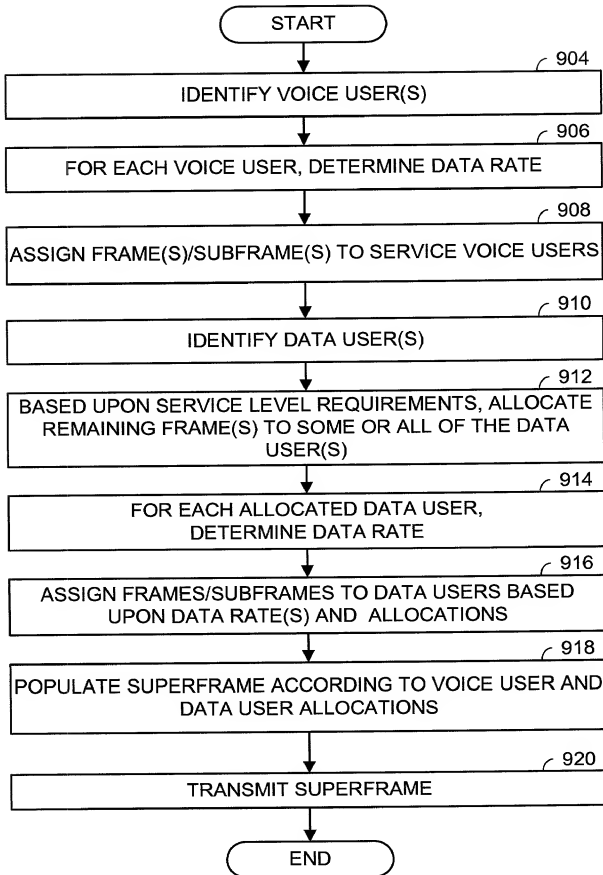 START
904
IDENTIFY VOICE USER(S)
906
FOR EACH VOICE USER, DETERMINE DATA RATE
908
ASSIGN FRAME(S)/SUBFRAME(S) TO SERVICE VOICE USERS
910
IDENTIFY DATA USER(S)
912
BASED UPON SERVICE LEVEL REQUIREMENTS, ALLOCATE
REMAINING FRAME(S) TO SOME OR ALL OF THE DATA
USER(S)
914
FOR EACH ALLOCATED DATA USER,
DETERMINE DATA RATE
916
ASSIGN FRAMES/SUBFRAMES TO DATA USERS BASED
UPON DATA RATE(S) AND ALLOCATIONS
918
POPULATE SUPERFRAME ACCORDING TO VOICE USER AND
DATA USER ALLOCATIONS
920
TRANSMIT SUPERFRAME
END